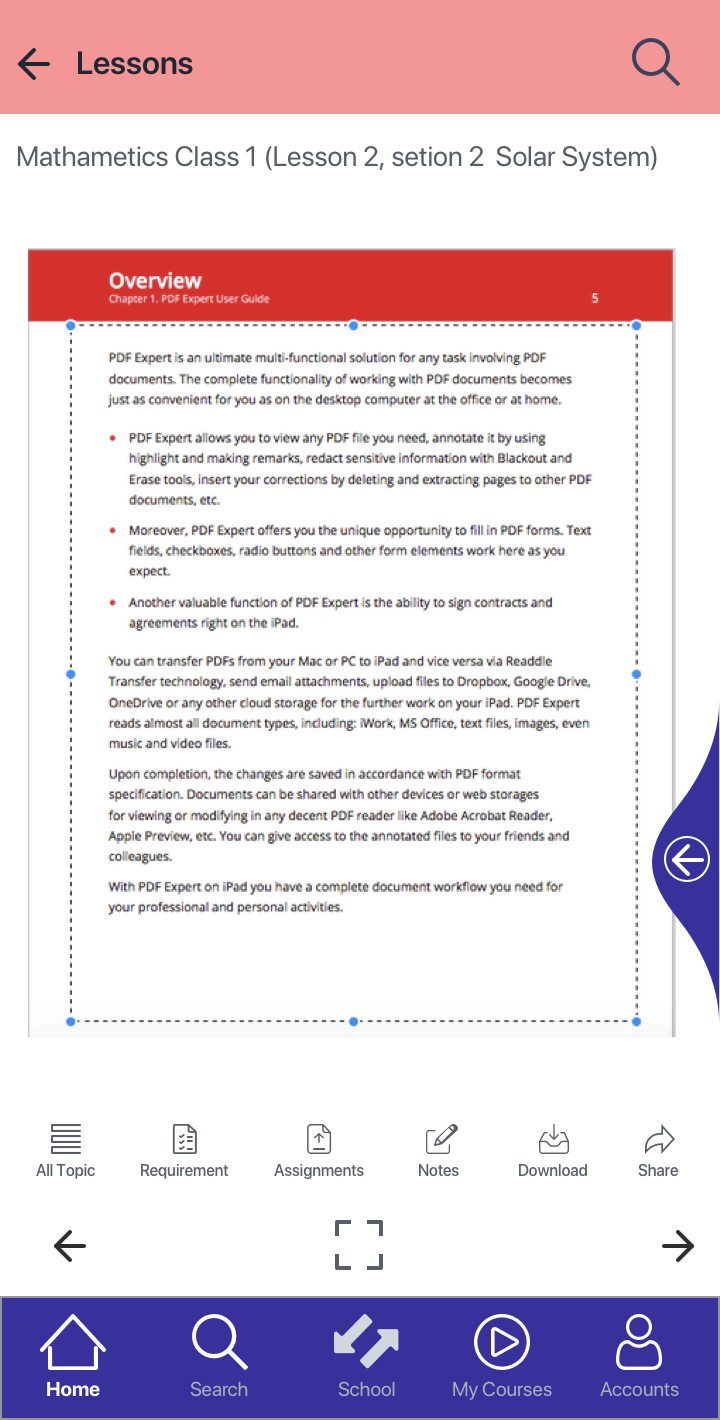 Lessons
Mathametics Class 1 (Lesson 2, setion 2 Solar System)
Overview
Chapter 1. PDF Expert User Guide
5
PDF Expert is an ultimate multi-functional solution for any task involving PDF
documents. The complete functionality of working with PDF documents becomes
just as convenient for you as on the desktop computer at the office or at home.
• PDF Expert allows you to view any PDF file you need, annotate it by using
highlight and making remarks, redact sensitive information with Blackout and
Erase tools, insert your corrections by deleting and extracting pages to other PDF
documents, etc.
• Moreover, PDF Expert offers you the unique opportunity to fill in PDF forms. Text
fields, checkboxes, radio buttons and other form elements work here as you
expect.
• Another valuable function of PDF Expert is the ability to sign contracts and
agreements right on the iPad.
You can transfer PDFs from your Mac or PC to iPad and vice versa via Readdle
Transfer technology, send email attachments, upload files to Dropbox, Google Drive,
OneDrive or any other cloud storage for the further work on your iPad. PDF Expert
reads almost all document types, including: iWork, MS Office, text files, images, even
music and video files.
Upon completion, the changes are saved in accordance with PDF format
specification. Documents can be shared with other devices or web storages
for viewing or modifying in any decent PDF reader like Adobe Acrobat Reader,
Apple Preview, etc. You can give access to the annotated files to your friends and
colleagues.
With PDF Expert on iPad you have a complete document workflow you need for
your professional and personal activities.
All Topic
Requirement
Assignments
Notes
Download
Share
Home
Search
School
My Courses
Accounts